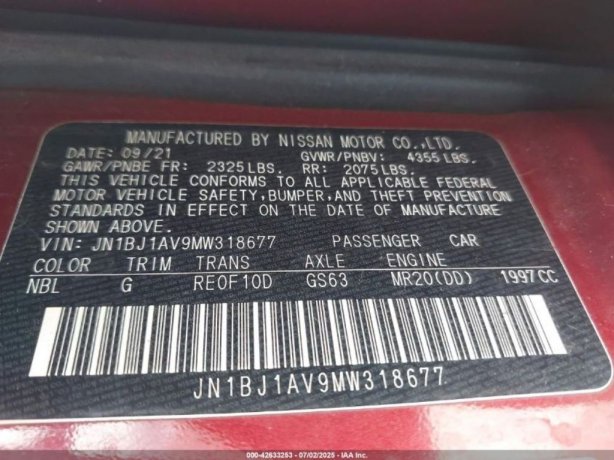 MANUFACTURED BY NISSAN MOTOR CO.,LTD.
DATE: 09/21 GVWR/PNBV: 4355 LBS.
GAWR/PNBE FR: 2325 LBS. RR: 2075 LBS.
THIS VEHICLE CONFORMS TO ALL APPLICABLE FEDERAL
MOTOR VEHICLE SAFETY, BUMPER, AND THEFT PREVENTION
STANDARDS IN EFFECT ON THE DATE OF MANUFACTURE
SHOWN ABOVE.
VIN: JN1BJ1AV9MW318677 PASSENGER CAR
COLOR TRIM TRANS AXLE ENGINE
NBL G RE0F10D GS63 MR20(DD) 1997 CC
JN1BJ1AV9MW318677
000-42633253 - 07/02/2025 - IAA Inc.